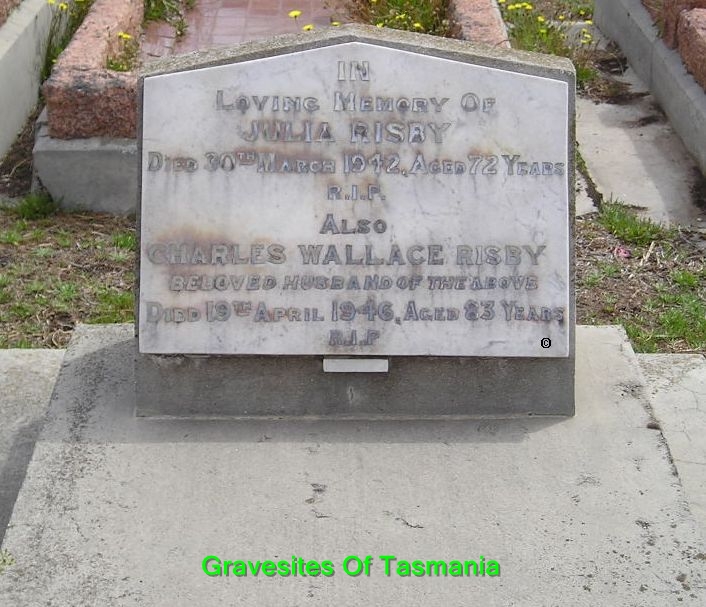 IN
LOVING MEMORY OF
JULIA RISBY
DIED 30TH MARCH 1942, AGED 72 YEARS
R.I.P.
ALSO
CHARLES WALLACE RISBY
BELOVED HUSBAND OF THE ABOVE
DIED 19TH APRIL 1946, AGED 83 YEARS
R.I.P
©
Gravesites Of Tasmania